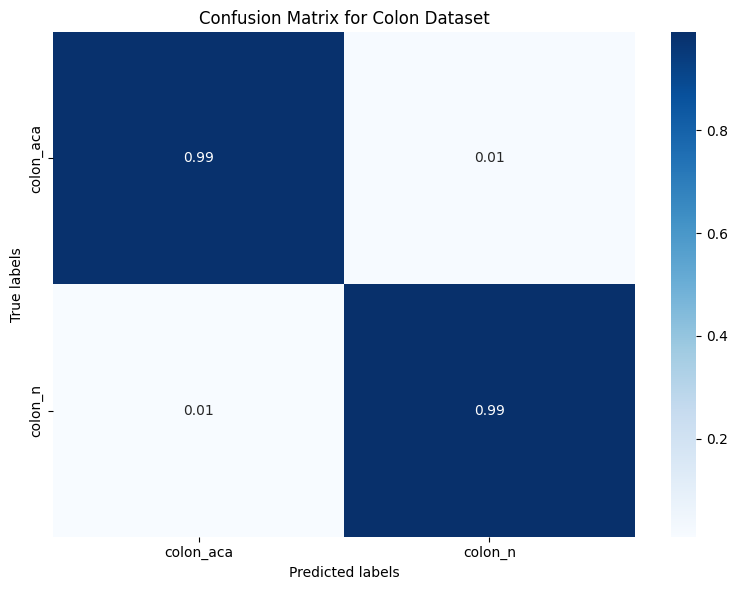 Confusion Matrix for Colon Dataset
True labels
colon_aca
0.99
0.01
colon_n
0.01
0.99
colon_aca
colon_n
Predicted labels
0.8
0.6
0.4
0.2